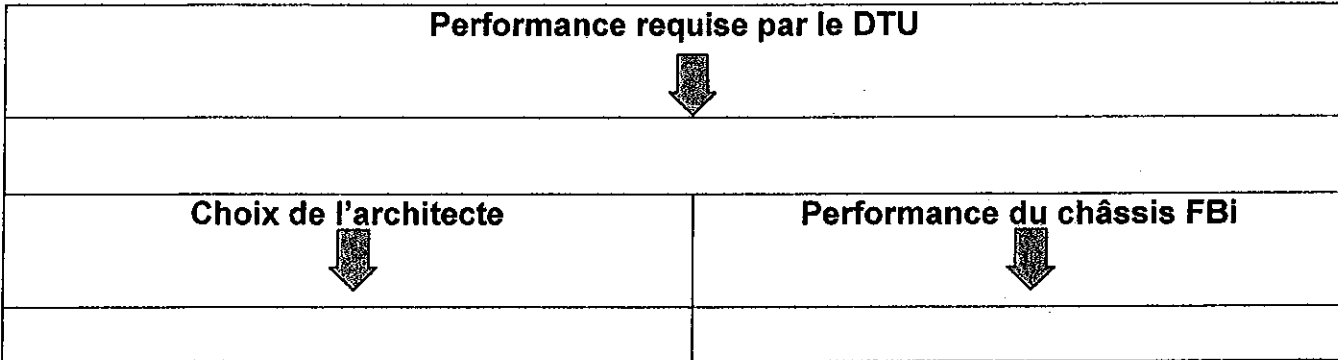 Performance requise par le DTU
Choix de l'architecte
Performance du châssis FBi